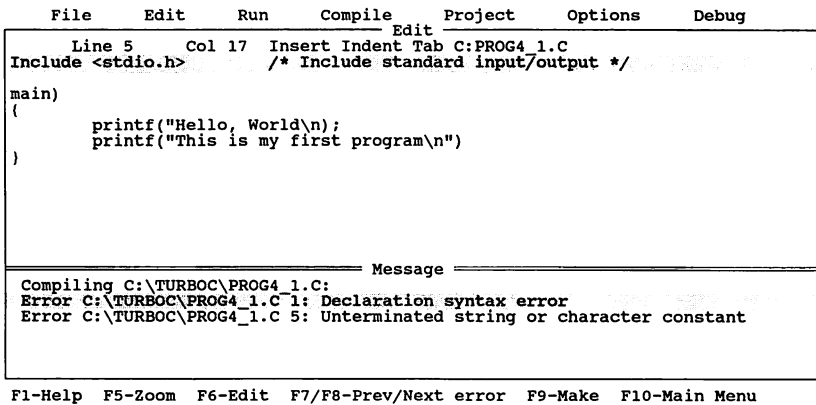 File Edit Run Compile Project Options Debug
Edit
Line 5 Col 17 Insert Indent Tab C:PROG4_1.C
Include <stdio.h> /* Include standard input/output */
main)
{
printf("Hello, World\n);
printf("This is my first program\n")
}
Message
Compiling C:\TURBOC\PROG4_1.C:
Error C:\TURBOC\PROG4_1.C 1: Declaration syntax error
Error C:\TURBOC\PROG4_1.C 5: Unterminated string or character constant
F1-Help F5-Zoom F6-Edit F7/F8-Prev/Next error F9-Make F10-Main Menu